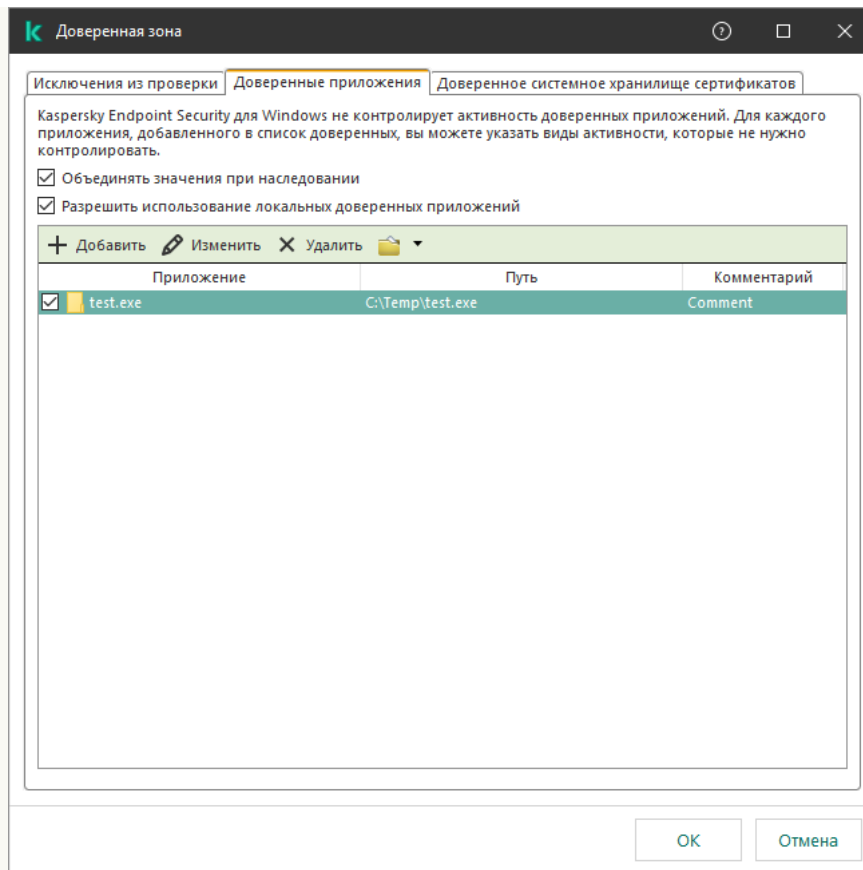 Доверенная зона
Исключения из проверки Доверенные приложения Доверенное системное хранилище сертификатов
Kaspersky Endpoint Security для Windows не контролирует активность доверенных приложений. Для каждого
приложения, добавленного в список доверенных, вы можете указать виды активности, которые не нужно
контролировать.
Объединять значения при наследовании
Разрешить использование локальных доверенных приложений
Добавить Изменить Удалить
Приложение Путь Комментарий
test.exe C:\Temp\test.exe Comment
ОК Отмена